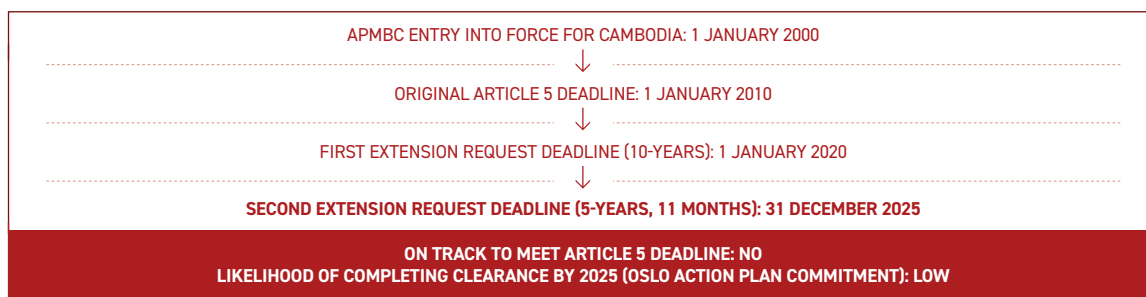 APMBC ENTRY INTO FORCE FOR CAMBODIA: 1 JANUARY 2000
ORIGINAL ARTICLE 5 DEADLINE: 1 JANUARY 2010
FIRST EXTENSION REQUEST DEADLINE (10-YEARS): 1 JANUARY 2020
SECOND EXTENSION REQUEST DEADLINE (5-YEARS, 11 MONTHS): 31 DECEMBER 2025
ON TRACK TO MEET ARTICLE 5 DEADLINE: NO
LIKELIHOOD OF COMPLETING CLEARANCE BY 2025 (OSLO ACTION PLAN COMMITMENT): LOW